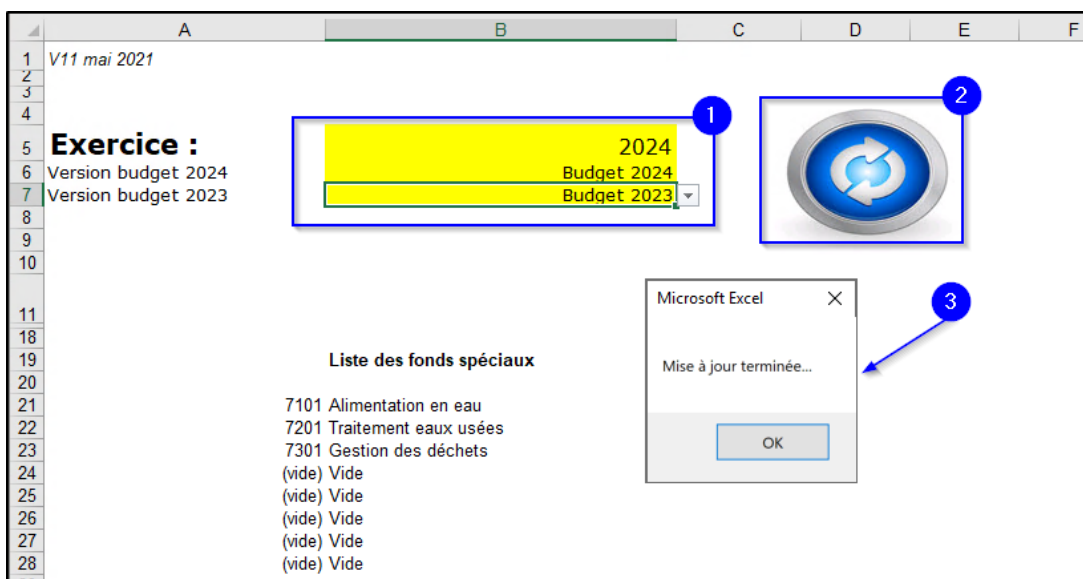 A B C D E F
1 V11 mai 2021
2
3
4
1
2
5 Exercice : 2024
6 Version budget 2024 Budget 2024
7 Version budget 2023 Budget 2023
8
9
10
Microsoft Excel
3
11
18
19 Liste des fonds spéciaux
Mise à jour terminée...
20
21 7101 Alimentation en eau
22 7201 Traitement eaux usées
23 7301 Gestion des déchets
OK
24 (vide) Vide
25 (vide) Vide
26 (vide) Vide
27 (vide) Vide
28 (vide) Vide